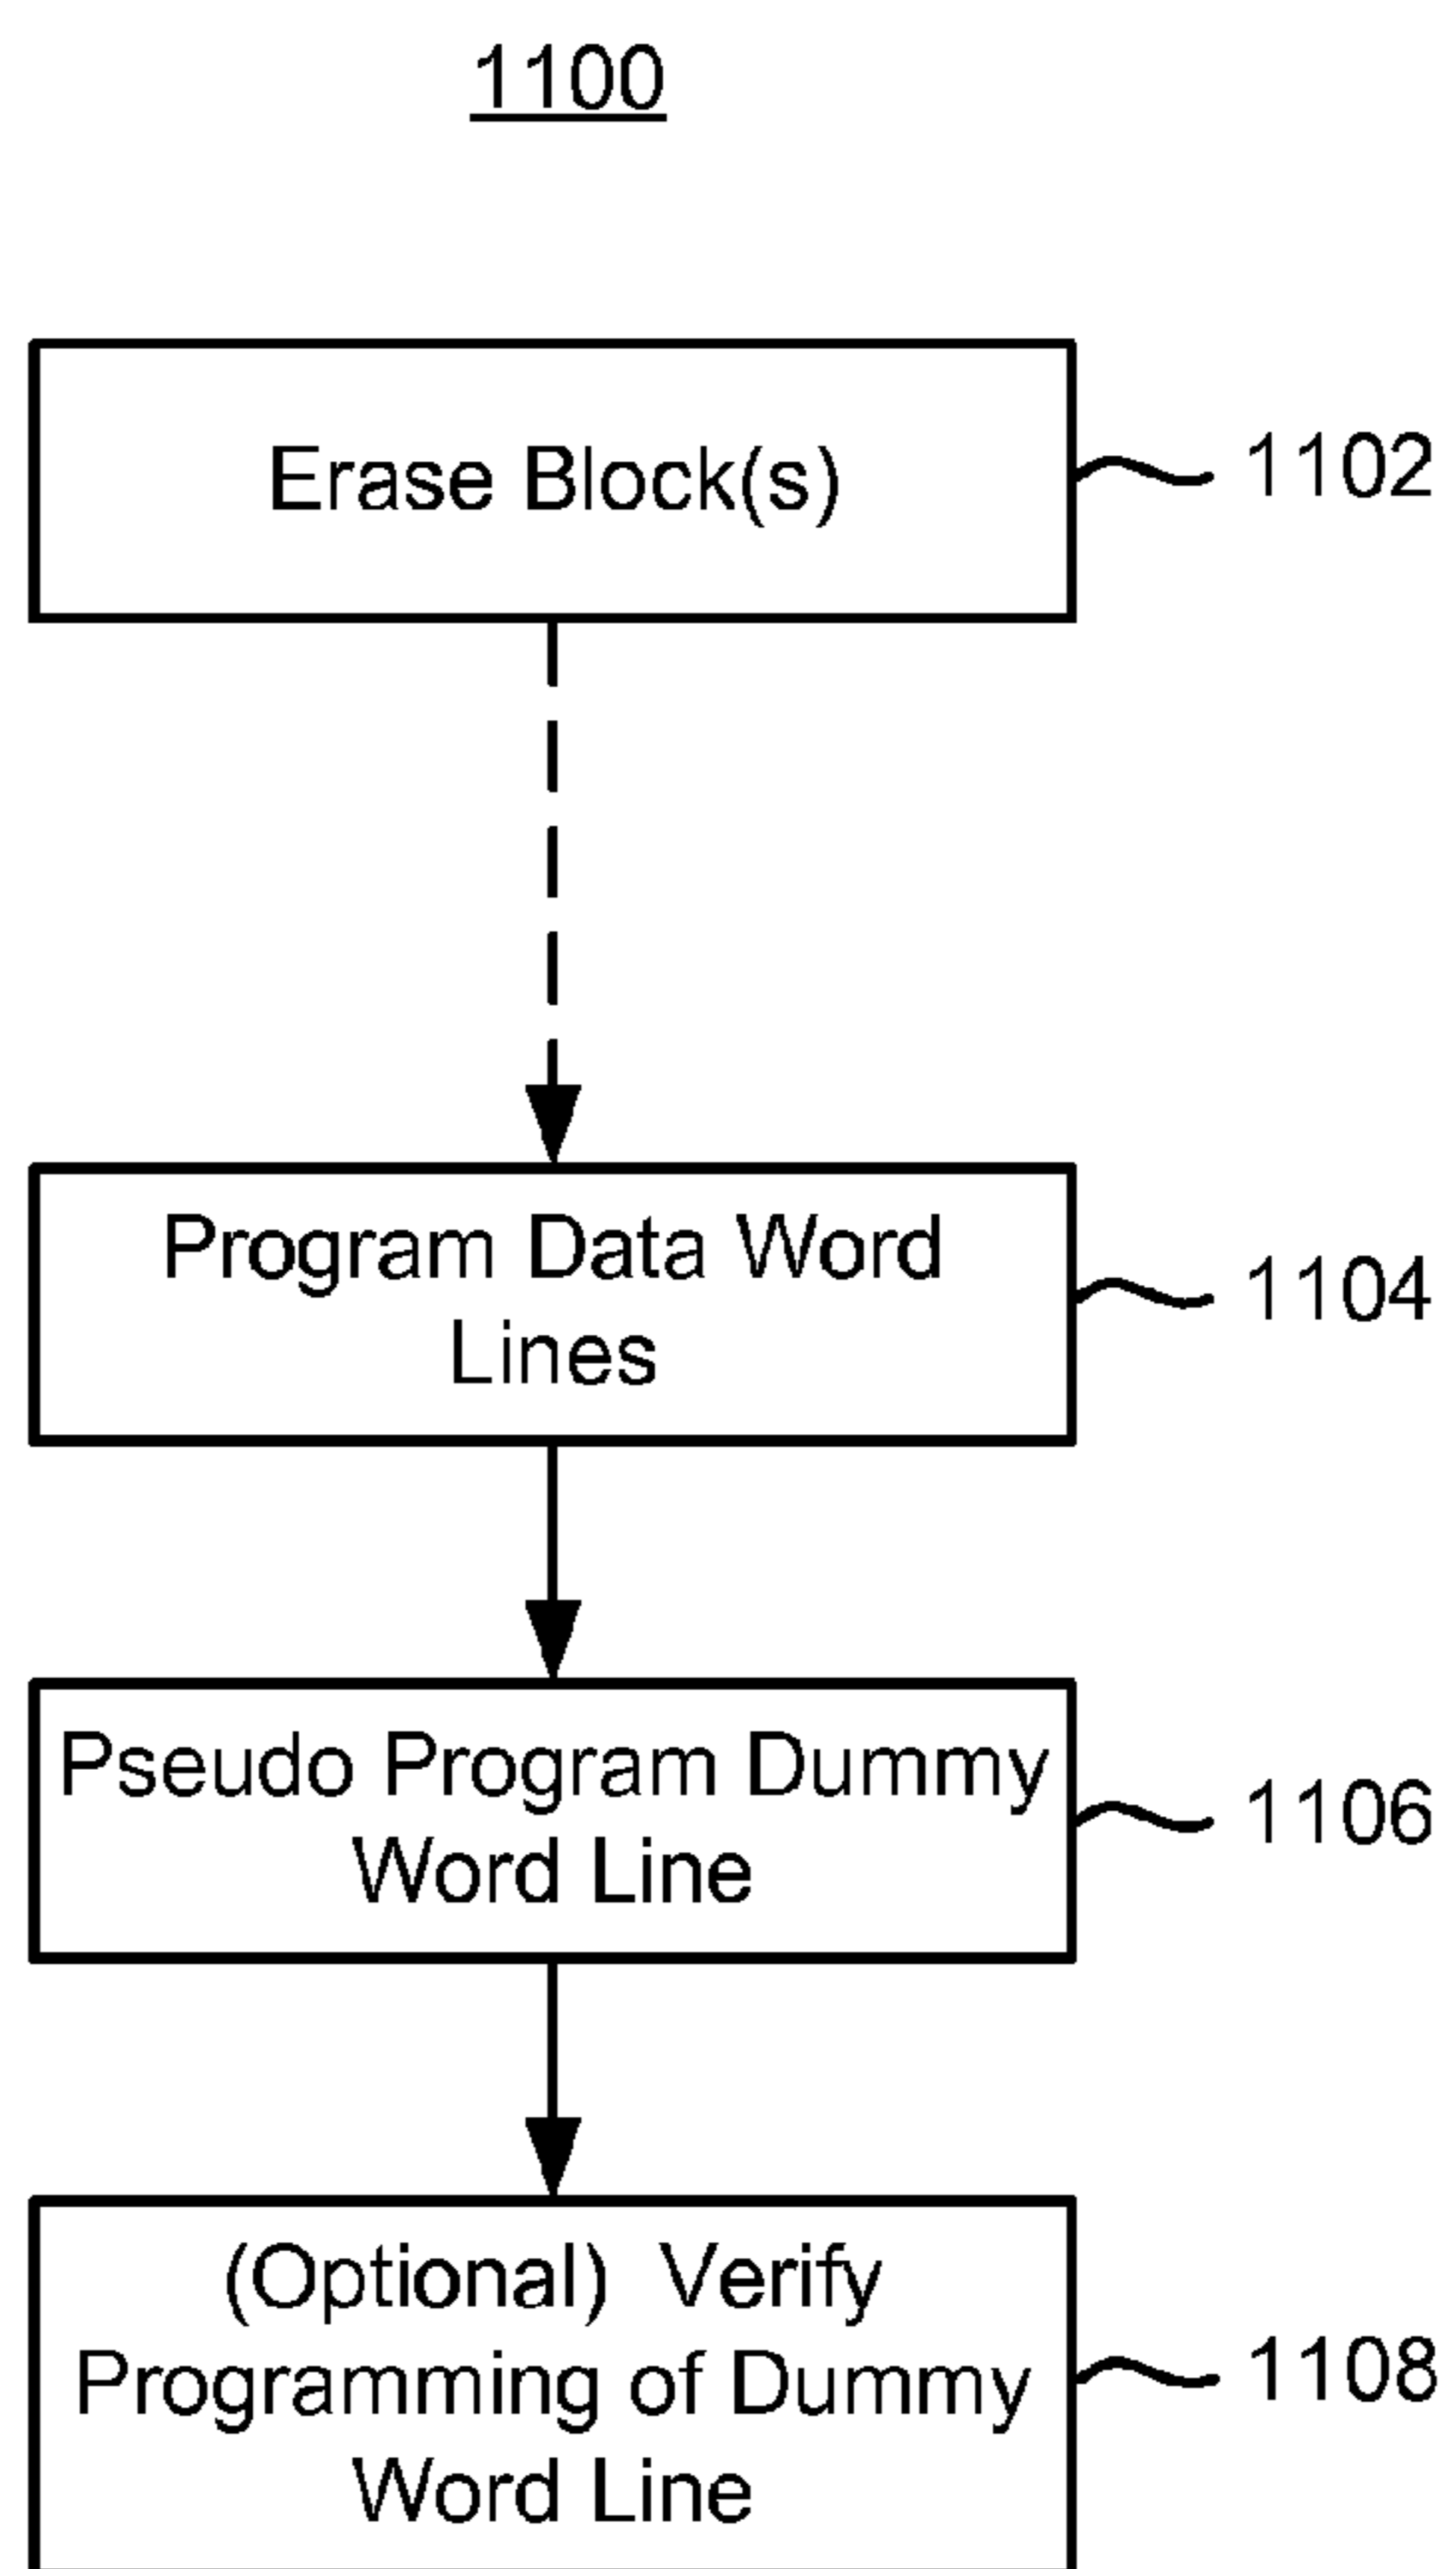 1100
Erase Block(s)
1102
Program Data Word
Lines
1104
Pseudo Program Dummy
Word Line
1106
(Optional) Verify
Programming of Dummy
Word Line
1108